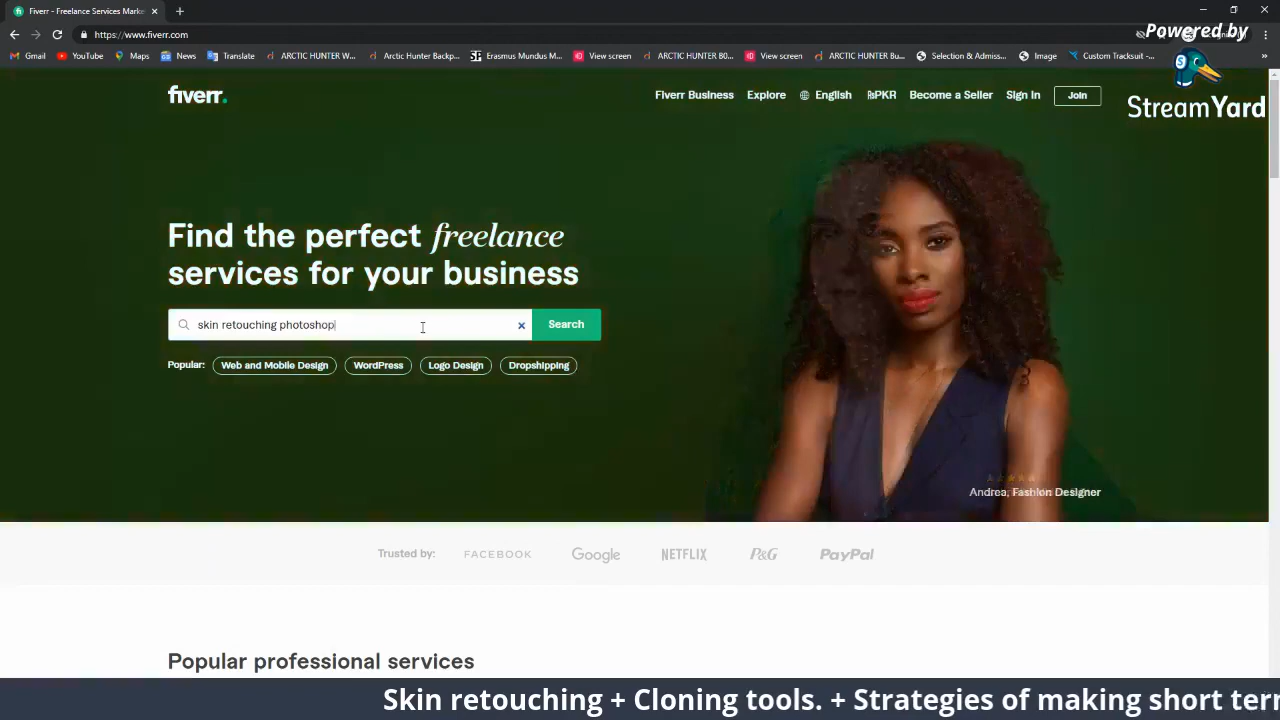 Fiverr - Freelance Services Market
https://www.fiverr.com
Powered by
Gmail YouTube Maps News Translate ARCTIC HUNTER W... Arctic Hunter Backp... Erasmus Mundus M... View screen ARCTIC HUNTER BO... View screen ARCTIC HUNTER Bu... Selection & Admiss... Image Custom Tracksuit -... »
StreamYard
fiverr. Fiverr Business Explore English PKR Become a Seller Sign In Join
Find the perfect freelance
services for your business
skin retouching photoshop Search
Popular: Web and Mobile Design WordPress Logo Design Dropshipping
Andrea, Fashion Designer
Trusted by: FACEBOOK Google NETFLIX P&G PayPal
Popular professional services
Skin retouching + Cloning tools. + Strategies of making short